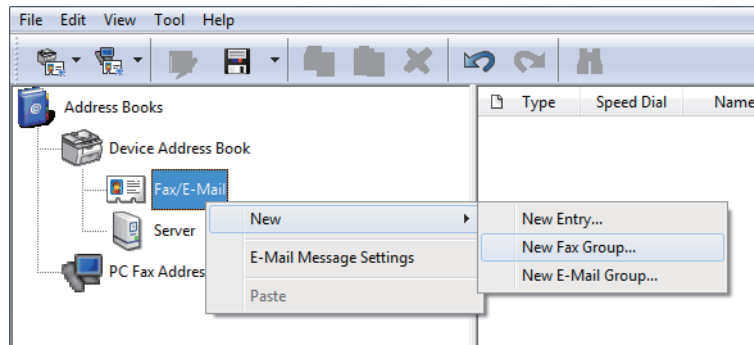 File Edit View Tool Help
Type Speed Dial Name
Address Books
Device Address Book
Fax/E-Mail
Server
PC Fax Addres
New
E-Mail Message Settings
Paste
New Entry...
New Fax Group...
New E-Mail Group...